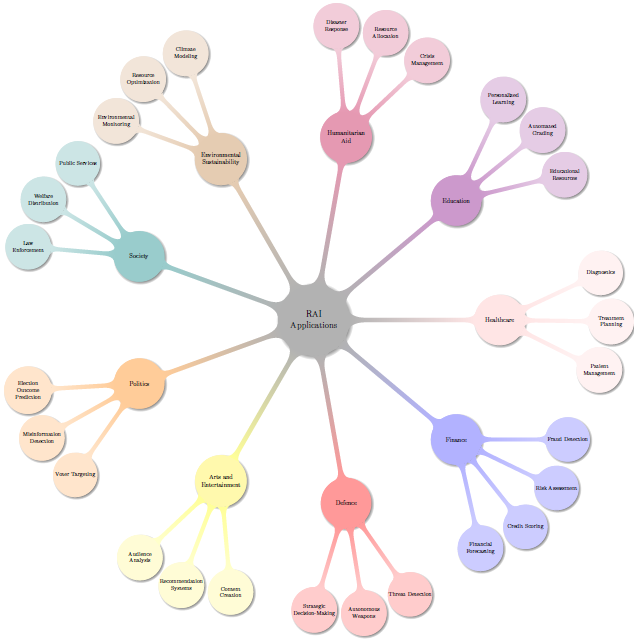 RAI
Applications
Humanitarian
Aid
Disaster
Response
Resource
Allocation
Crisis
Management
Education
Personalized
Learning
Automated
Grading
Educational
Resources
Healthcare
Diagnostics
Treatment
Planning
Patient
Management
Finance
Fraud Detection
Risk Assessment
Credit Scoring
Financial
Forecasting
Defence
Threat Detection
Autonomous
Weapons
Strategic
Decision-Making
Arts and
Entertainment
Content
Creation
Recommendation
Systems
Audience
Analysis
Politics
Voter Targeting
Misinformation
Detection
Election
Outcome
Prediction
Society
Law
Enforcement
Welfare
Distribution
Public Services
Environmental
Sustainability
Environmental
Monitoring
Resource
Optimization
Climate
Modeling